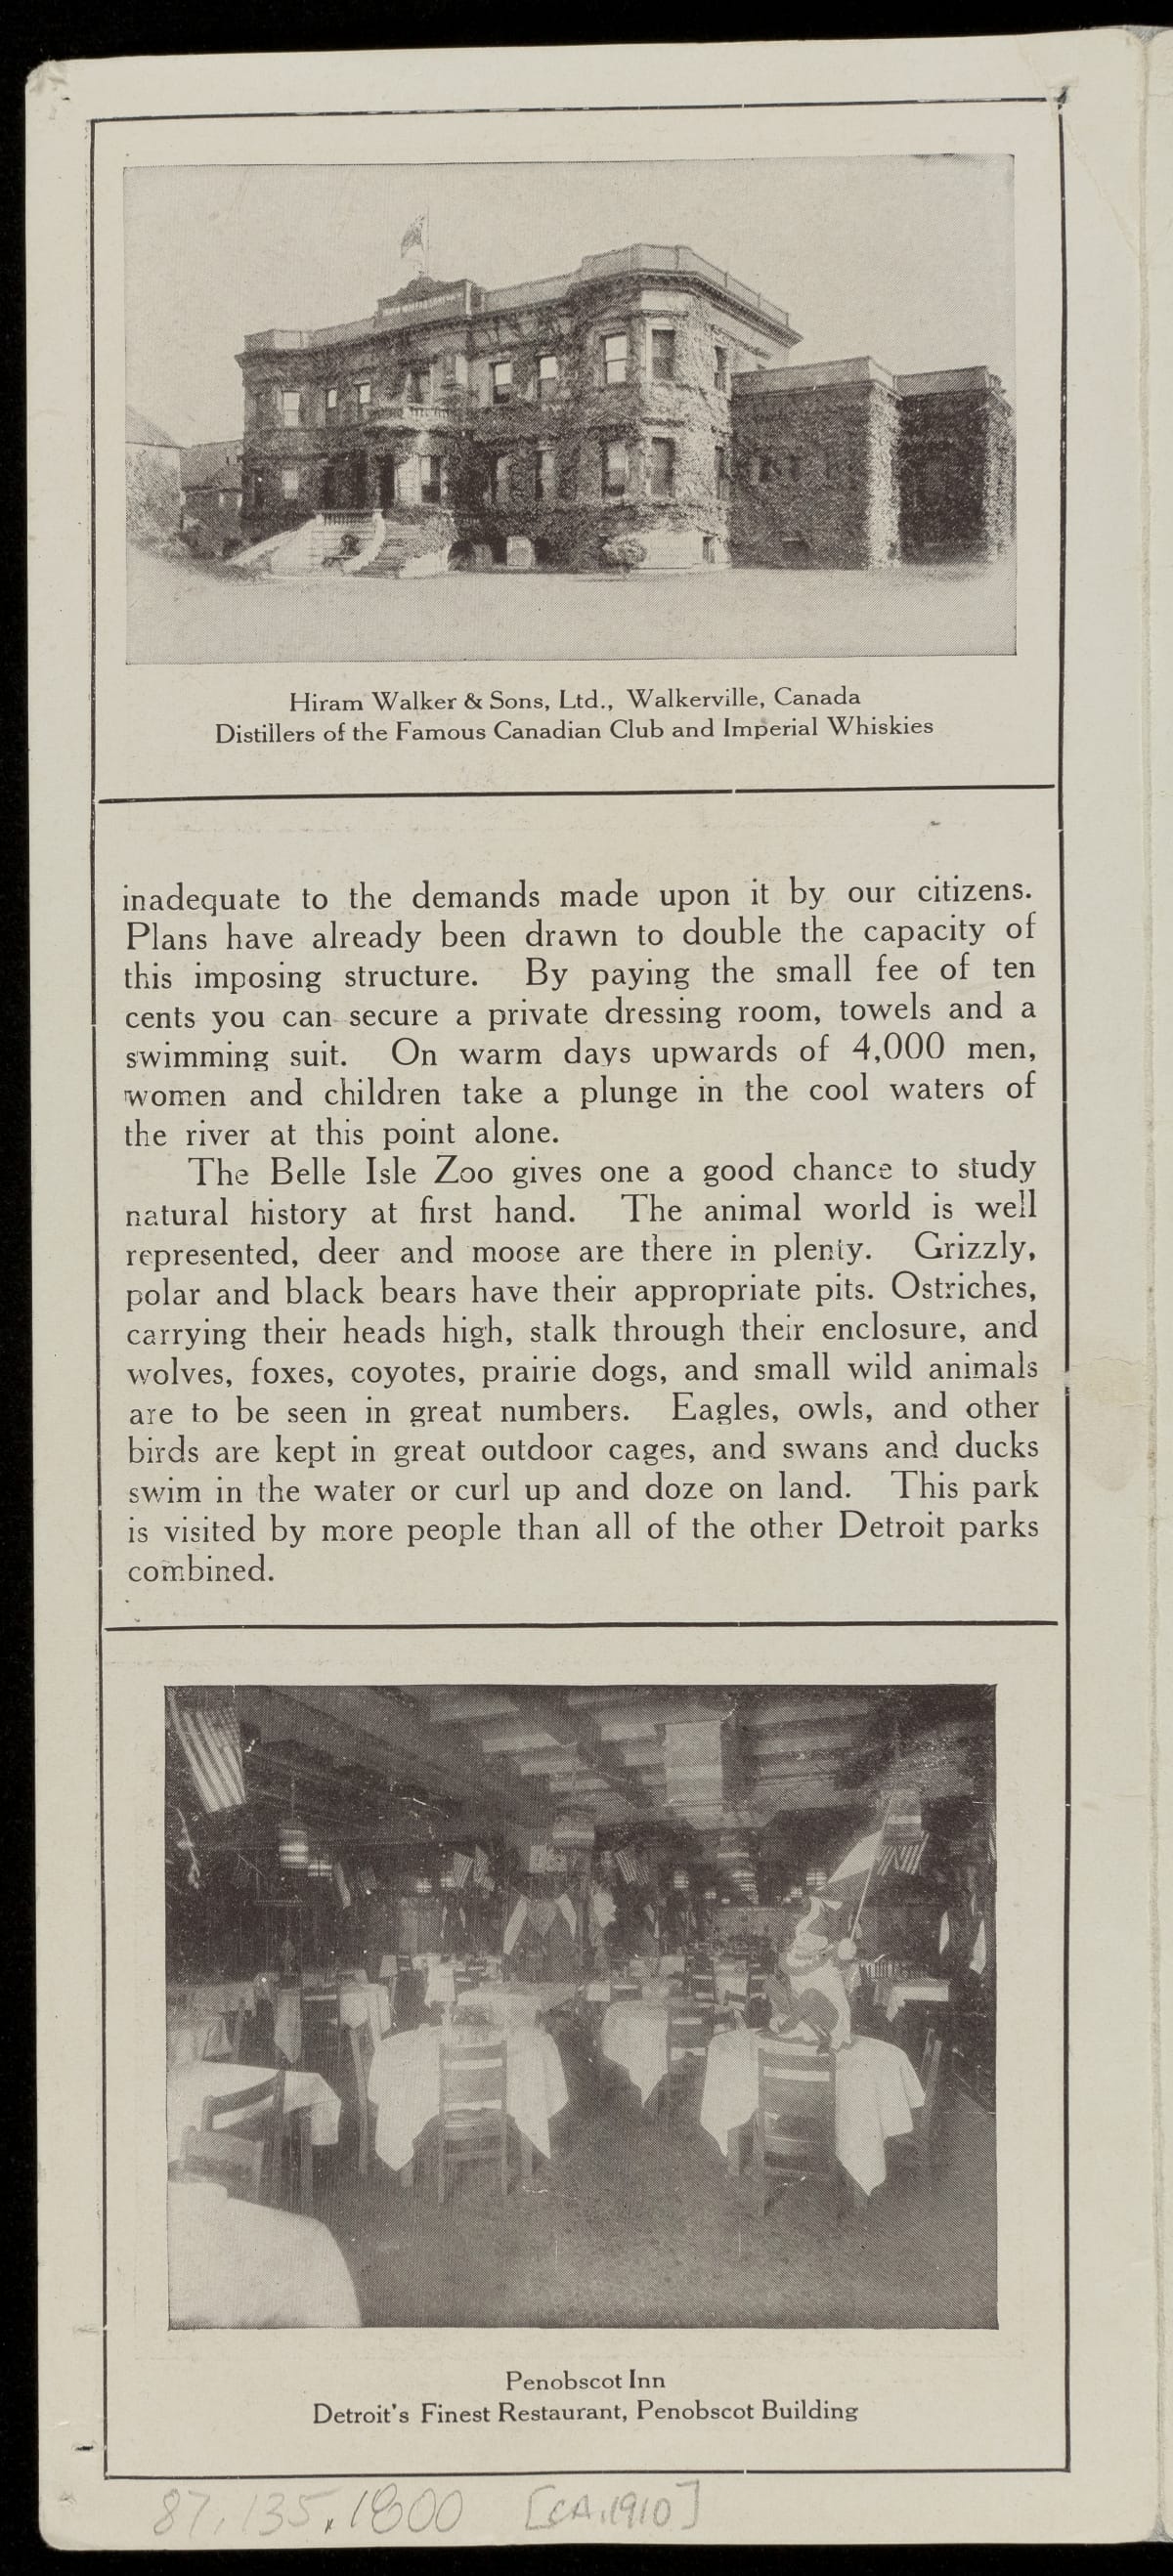 Hiram Walker & Sons, Ltd., Walkerville, Canada
Distillers of the Famous Canadian Club and Imperial Whiskies
inadequate to the demands made upon it by our citizens.
Plans have already been drawn to double the capacity of
this imposing structure. By paying the small fee of ten
cents you can secure a private dressing room, towels and a
swimming suit. On warm days upwards of 4,000 men,
women and children take a plunge in the cool waters of
the river at this point alone.
The Belle Isle Zoo gives one a good chance to study
natural history at first hand. The animal world is well
represented, deer and moose are there in plenty. Grizzly,
polar and black bears have their appropriate pits. Ostriches,
carrying their heads high, stalk through their enclosure, and
wolves, foxes, coyotes, prairie dogs, and small wild animals
are to be seen in great numbers. Eagles, owls, and other
birds are kept in great outdoor cages, and swans and ducks
swim in the water or curl up and doze on land. This park
is visited by more people than all of the other Detroit parks
combined.
Penobscot Inn
Detroit's Finest Restaurant, Penobscot Building
87.135.1800 [CA.1910]